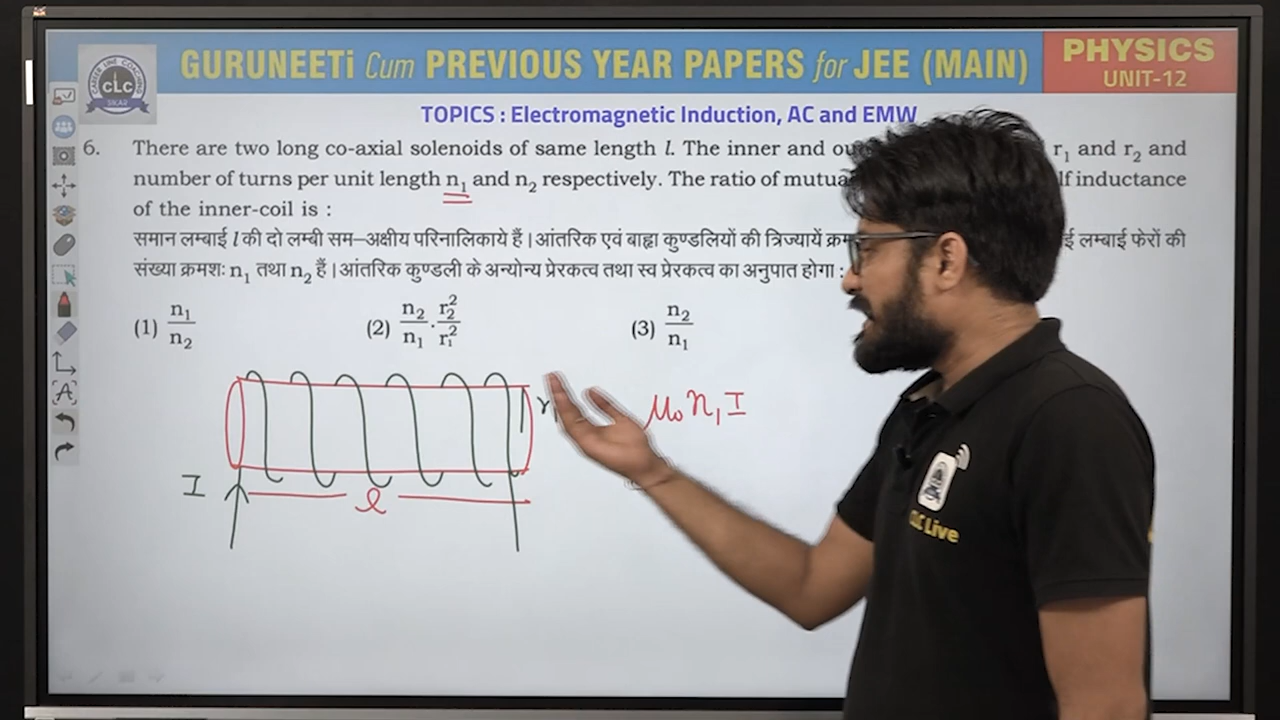 GURUNEETi Cum PREVIOUS YEAR PAPERS for JEE (MAIN)
PHYSICS
UNIT-12
CLC
SIKAR
TOPICS : Electromagnetic Induction, AC and EMW
6. There are two long co-axial solenoids of same length l. The inner and r₁ and r₂ and
number of turns per unit length n₁ and n₂ respectively. The ratio of inductance
of the inner-coil is :
समान लम्बाई l की दो लम्बी सम–अक्षीय परिनालिकाये हैं। आंतरिक एवं बाह्य कुण्डलियों की त्रिज्यायें लम्बाई फेरों की
संख्या क्रमशः n₁ तथा n₂ हैं। आंतरिक कुण्डली के अन्योन्य प्रेरकत्व तथा स्व प्रेरकत्व का अनुपात होगा :
(1) n₁/n₂ (2) n₂/n₁ · r₂²/r₁² (3) n₂/n₁
μ₀n₁I
I
l
CLC Live